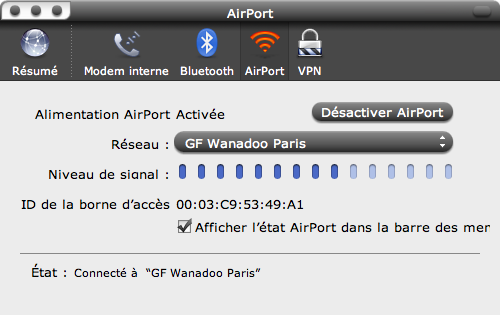 AirPort
Résumé Modem interne Bluetooth AirPort VPN
Alimentation AirPort Activée Désactiver AirPort
Réseau : GF Wanadoo Paris
Niveau de signal :
ID de la borne d'accès 00:03:C9:53:49:A1
Afficher l'état AirPort dans la barre des mer
État : Connecté à "GF Wanadoo Paris"